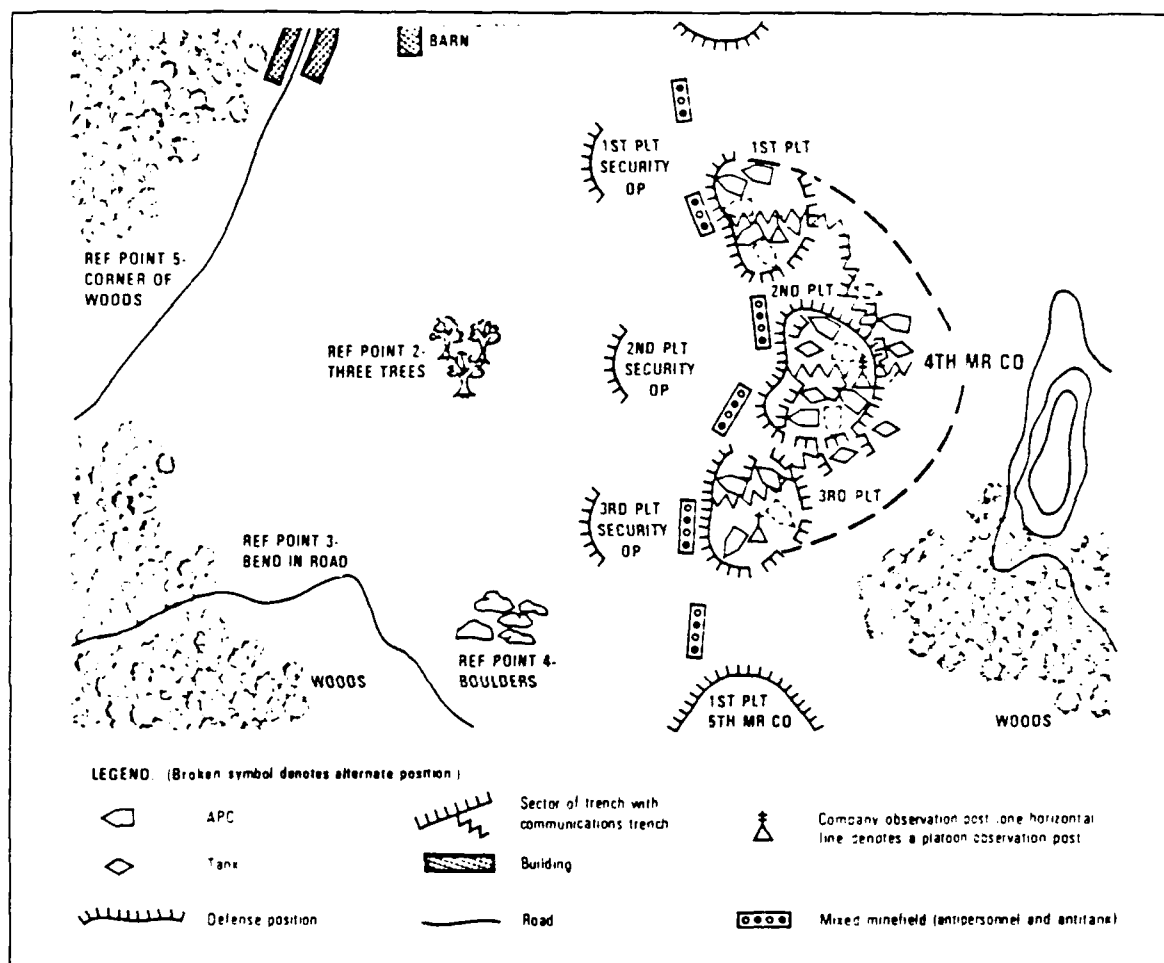 BARN
1ST PLT
SECURITY
OP
1ST PLT
REF POINT 5-
CORNER OF
WOODS
2ND PLT
REF POINT 2-
THREE TREES
2ND PLT
SECURITY
OP
4TH MR CO
3RD PLT
SECURITY
OP
3RD PLT
REF POINT 3-
BEND IN ROAD
REF POINT 4-
BOULDERS
WOODS
1ST PLT
5TH MR CO
WOODS
LEGEND. (Broken symbol denotes alternate position)
APC
Sector of trench with
communications trench
Company observation post (one horizontal
line denotes a platoon observation post
Tank
Building
Defense position
Road
Mixed minefield (antipersonnel and antitank)